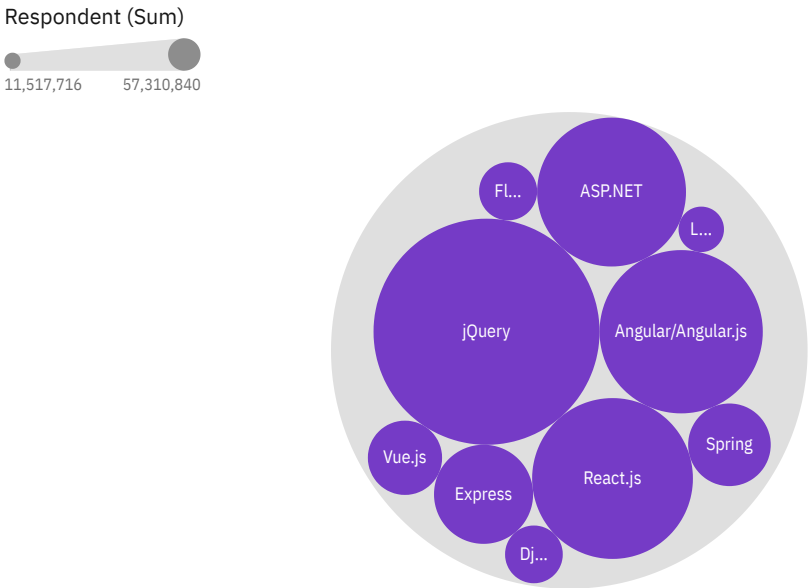 Respondent (Sum)
11,517,716 57,310,840
Fl...
ASP.NET
L...
jQuery
Angular/Angular.js
Vue.js
Express
React.js
Spring
Dj...